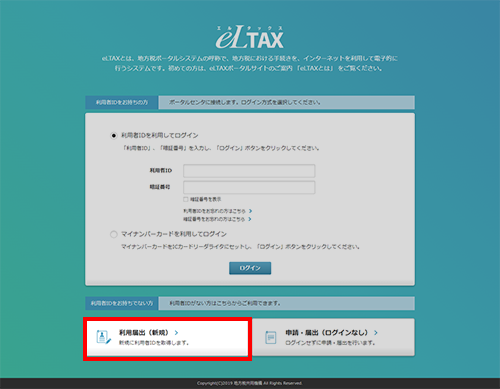 エルタックス
eLTAX
eLTAXとは、地方税ポータルシステムの呼称で、地方税における手続きを、インターネットを利用して電子的に
行うシステムです。初めての方は、eLTAXポータルサイトのご案内「eLTAXとは」をご覧ください。
利用者IDをお持ちの方 ポータルセンタに接続します。ログイン方式を選択してください。
利用者IDを利用してログイン
「利用者ID」、「暗証番号」を入力し、「ログイン」ボタンをクリックしてください。
利用者ID
暗証番号
暗証番号を表示
利用者IDをお忘れの方はこちら
暗証番号をお忘れの方はこちら
マイナンバーカードを利用してログイン
マイナンバーカードをICカードリーダライタにセットし、「ログイン」ボタンをクリックしてください。
ログイン
利用者IDをお持ちでない方 利用者IDがない方はこちらからご利用できます。
利用届出（新規）
新規に利用者IDを取得します。
申請・届出（ログインなし）
ログインせずに申請・届出を行います。
Copyright(C)2019 地方税共同機構 All Rights Reserved.